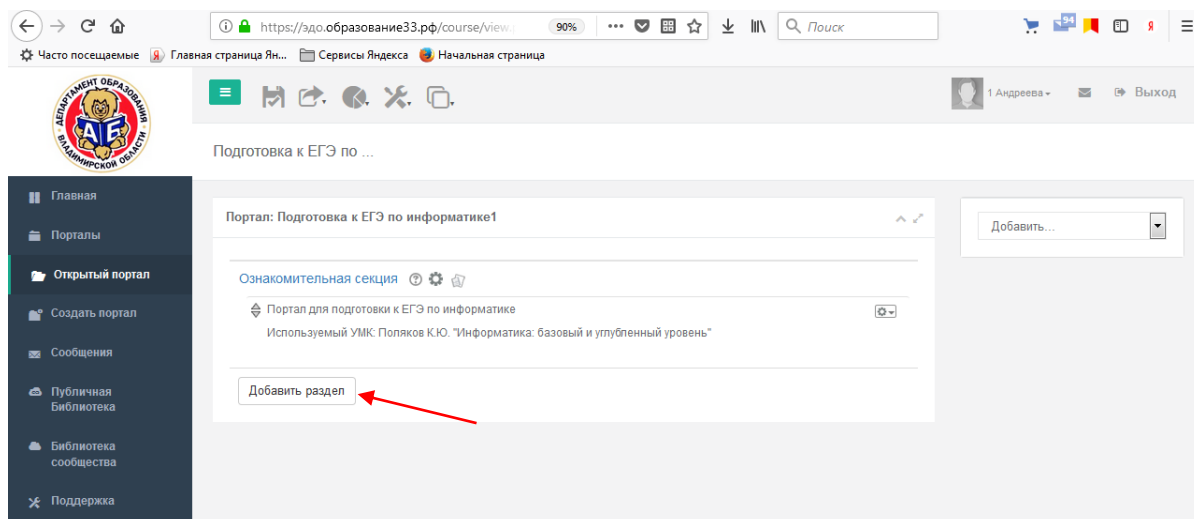 https://эдо.образование33.рф/course/view.
90%
Поиск
94
Я
Часто посещаемые
Я
Главная страница Ян...
Сервисы Яндекса
Начальная страница
ДЕПАРТАМЕНТ ОБРАЗОВАНИЯ
ВЛАДИМИРСКОЙ ОБЛАСТИ
1 Андреева
Выход
Подготовка к ЕГЭ по ...
Главная
Порталы
Открытый портал
Создать портал
Сообщения
Публичная
Библиотека
Библиотека
сообщества
Поддержка
Портал: Подготовка к ЕГЭ по информатике1
Ознакомительная секция
Портал для подготовки к ЕГЭ по информатике
Используемый УМК: Поляков К.Ю. "Информатика: базовый и углубленный уровень"
Добавить раздел
Добавить...